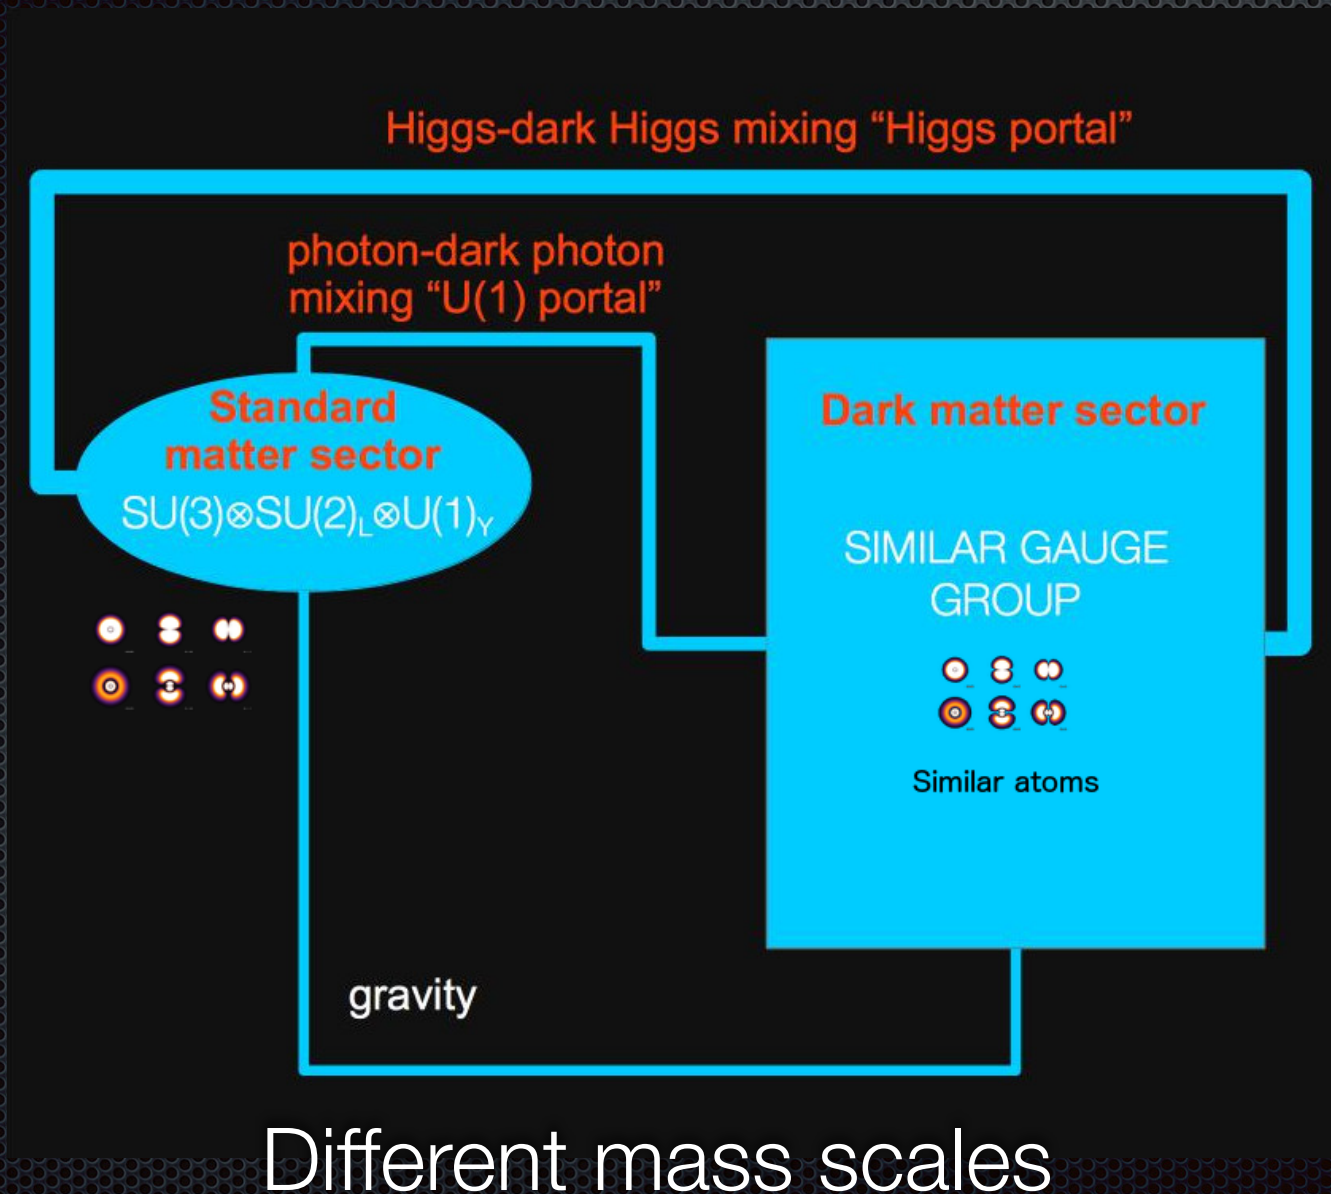 Higgs-dark Higgs mixing “Higgs portal”
photon-dark photon
mixing “U(1) portal”
Standard
matter sector
SU(3)⊗SU(2)L⊗U(1)Y
Dark matter sector
SIMILAR GAUGE
GROUP
Similar atoms
gravity
Different mass scales